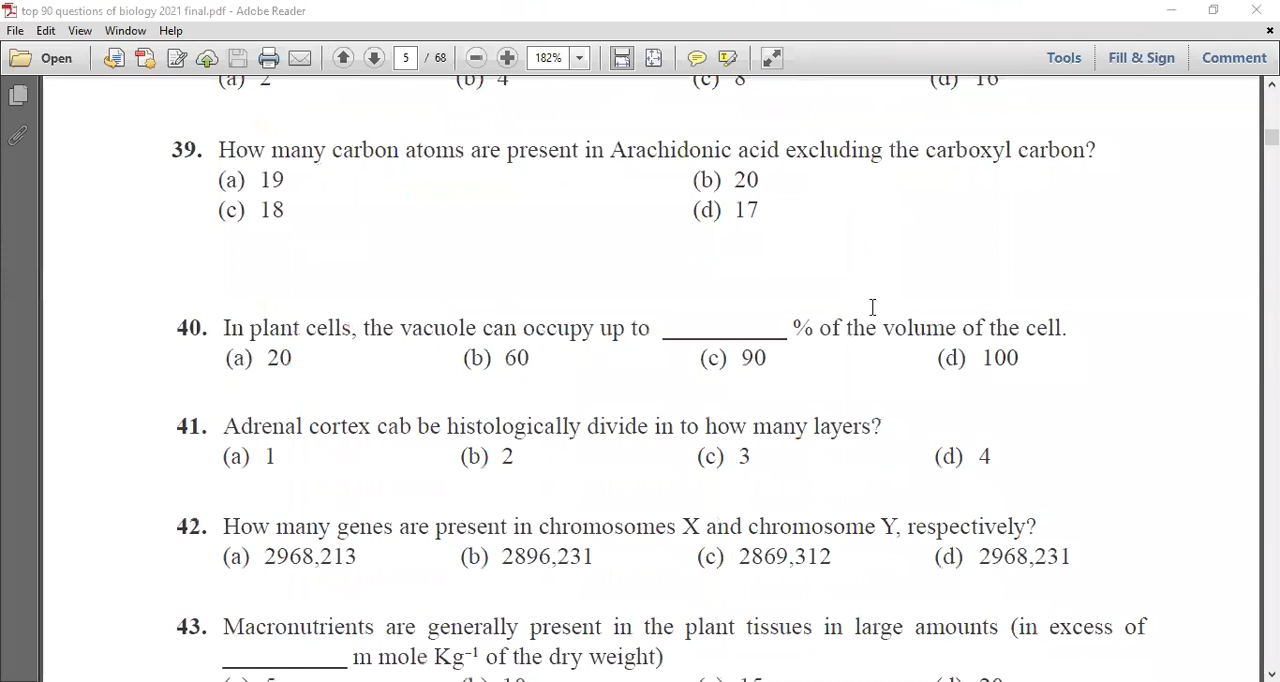 top 90 questions of biology 2021 final.pdf - Adobe Reader
File Edit View Window Help
Open 5 / 68 182% Tools Fill & Sign Comment
(a) 2 (b) 4 (c) 8 (d) 16
39. How many carbon atoms are present in Arachidonic acid excluding the carboxyl carbon?
(a) 19 (b) 20
(c) 18 (d) 17
40. In plant cells, the vacuole can occupy up to __________ % of the volume of the cell.
(a) 20 (b) 60 (c) 90 (d) 100
41. Adrenal cortex cab be histologically divide in to how many layers?
(a) 1 (b) 2 (c) 3 (d) 4
42. How many genes are present in chromosomes X and chromosome Y, respectively?
(a) 2968,213 (b) 2896,231 (c) 2869,312 (d) 2968,231
43. Macronutrients are generally present in the plant tissues in large amounts (in excess of
__________ m mole Kg⁻¹ of the dry weight)